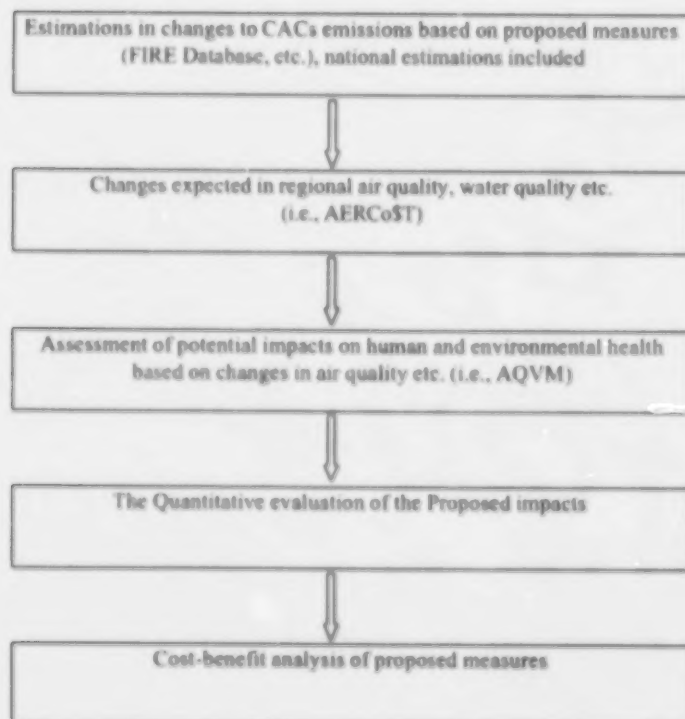 Estimations in changes to CACs emissions based on proposed measures
(FIRE Database, etc.), national estimations included
Changes expected in regional air quality, water quality etc.
(i.e., AERCo$T)
Assessment of potential impacts on human and environmental health
based on changes in air quality etc. (i.e., AQVM)
The Quantitative evaluation of the Proposed impacts
Cost-benefit analysis of proposed measures